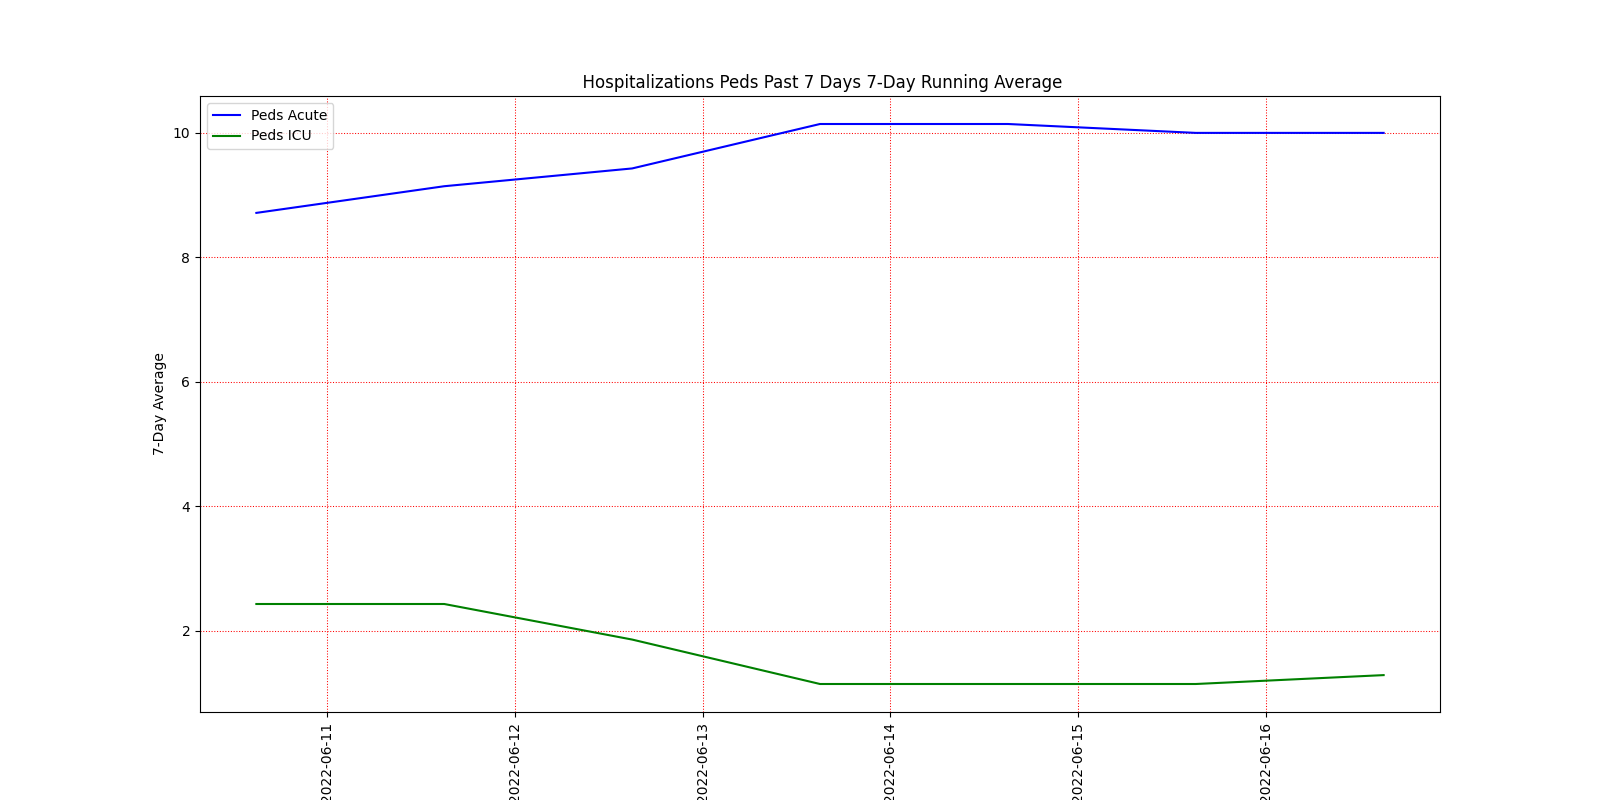 Hospitalizations Peds Past 7 Days 7-Day Running Average
Peds Acute
Peds ICU
10
8
6
4
2
7-Day Average
2022-06-11
2022-06-12
2022-06-13
2022-06-14
2022-06-15
2022-06-16